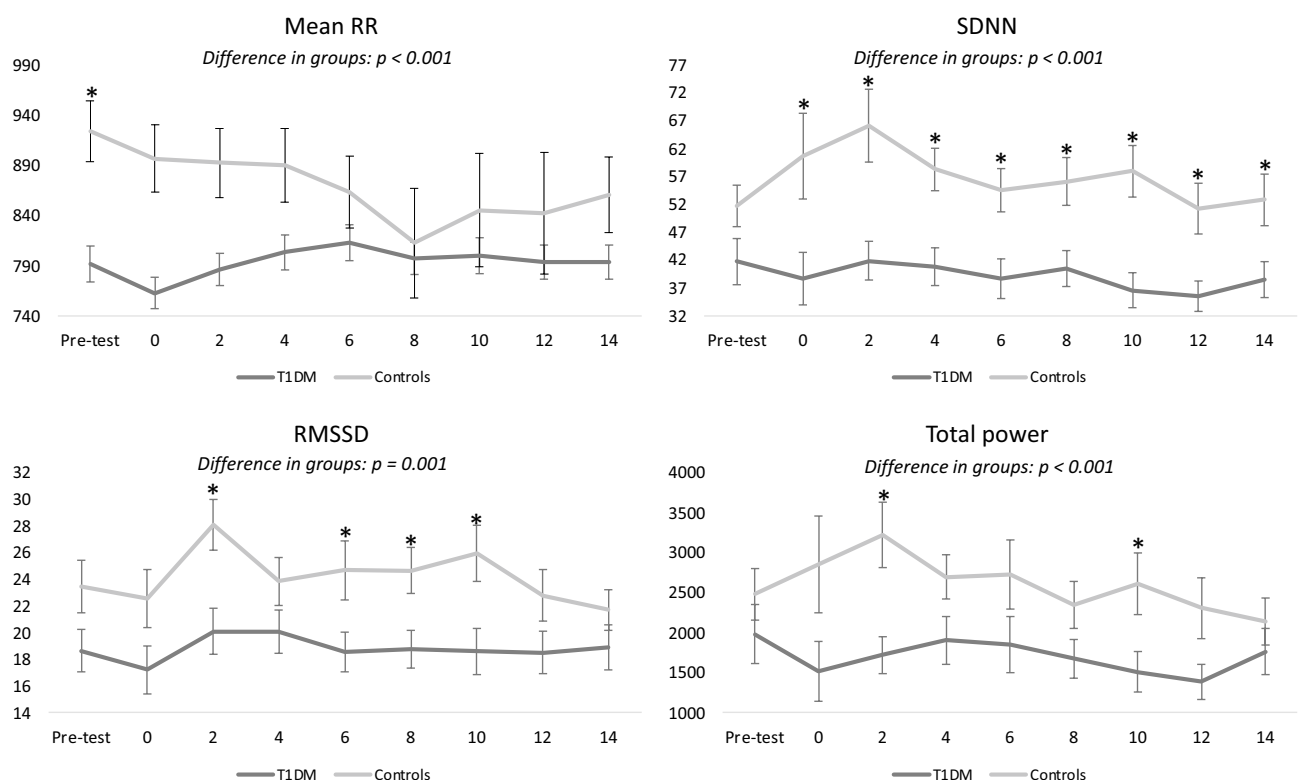 Mean RR
Difference in groups: p < 0.001
990
940
890
840
790
740
*
Pre-test 0 2 4 6 8 10 12 14
T1DM Controls
SDNN
Difference in groups: p < 0.001
77
72
67
62
57
52
47
42
37
32
* * * * * * * *
Pre-test 0 2 4 6 8 10 12 14
T1DM Controls
RMSSD
Difference in groups: p = 0.001
32
30
28
26
24
22
20
18
16
14
* * * *
Pre-test 0 2 4 6 8 10 12 14
T1DM Controls
Total power
Difference in groups: p < 0.001
4000
3500
3000
2500
2000
1500
1000
* *
Pre-test 0 2 4 6 8 10 12 14
T1DM Controls